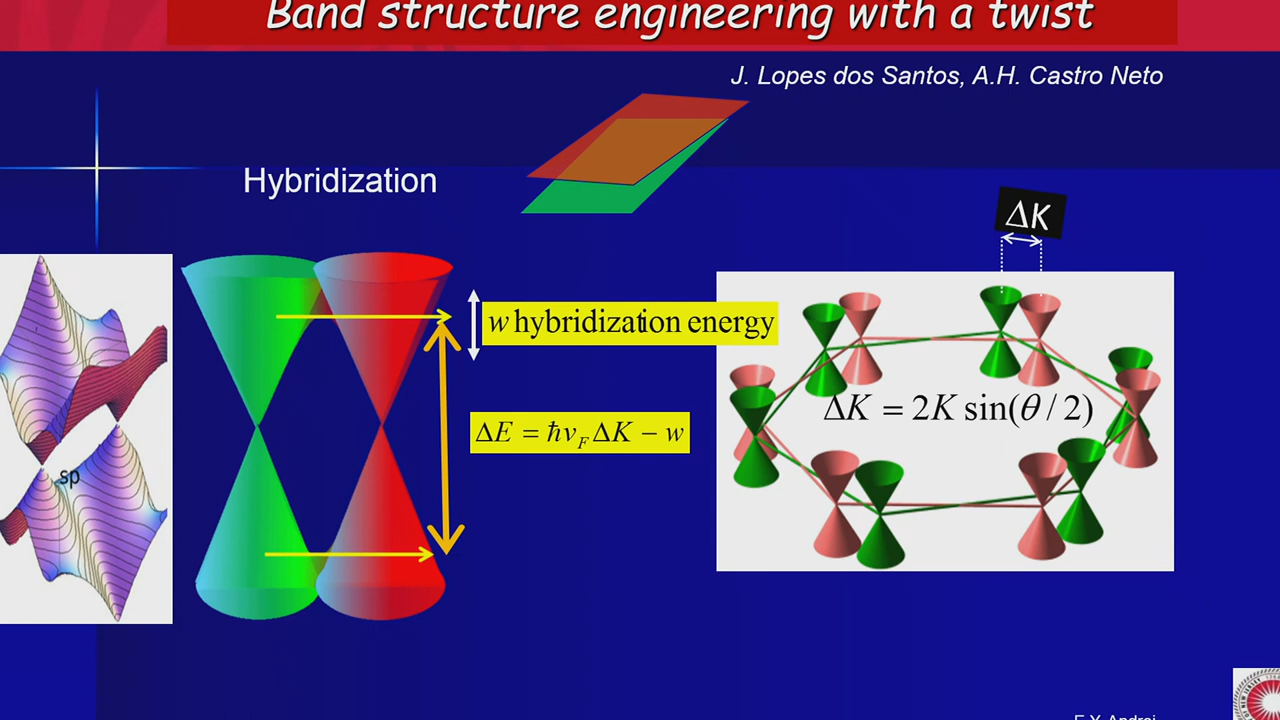 Band structure engineering with a twist
J. Lopes dos Santos, A.H. Castro Neto
Hybridization
ΔK
w hybridization energy
ΔE = ħv_F ΔK − w
ΔK = 2K sin(θ / 2)
sp